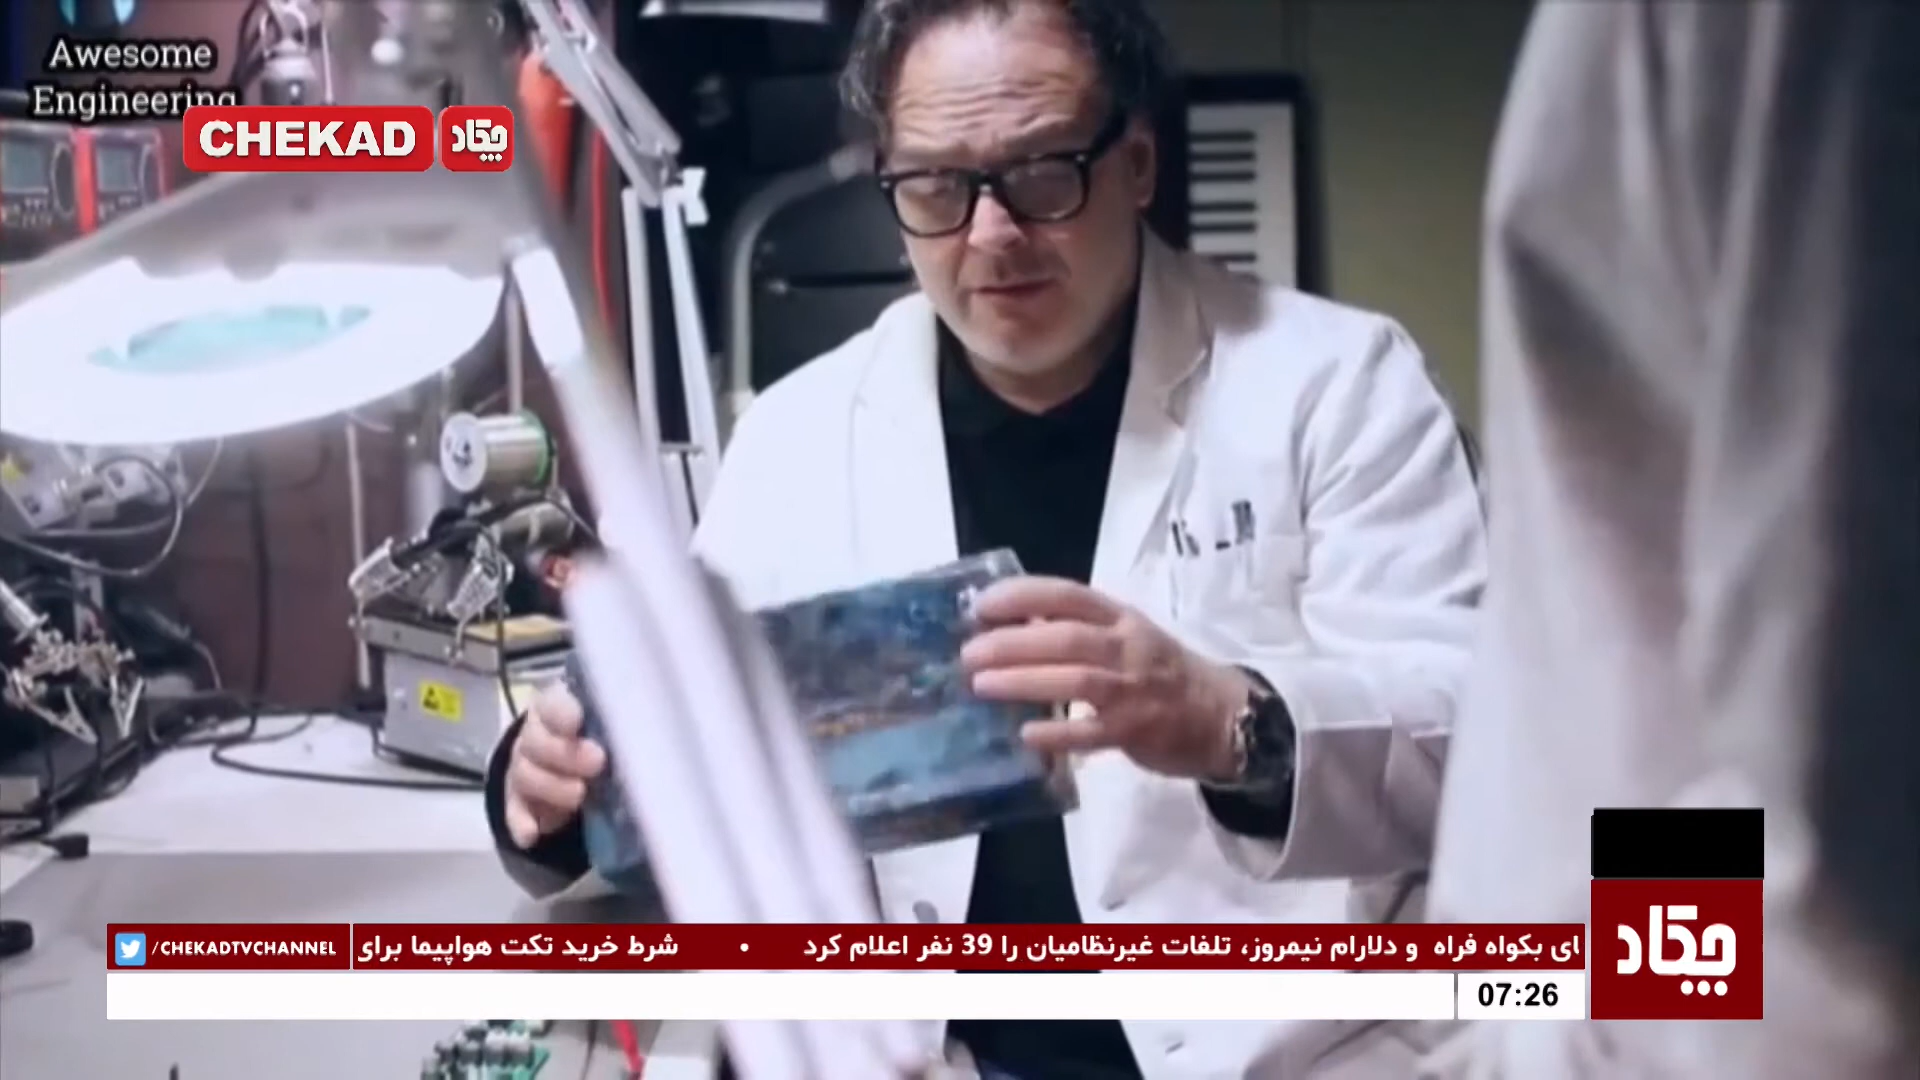 Awesome
Engineering
CHEKAD چکاد
/CHEKADTVCHANNEL
ای بکواه فراه و دلارام نیمروز، تلفات غیرنظامیان را 39 نفر اعلام کرد • شرط خرید تکت هواپیما برای
07:26
چکاد